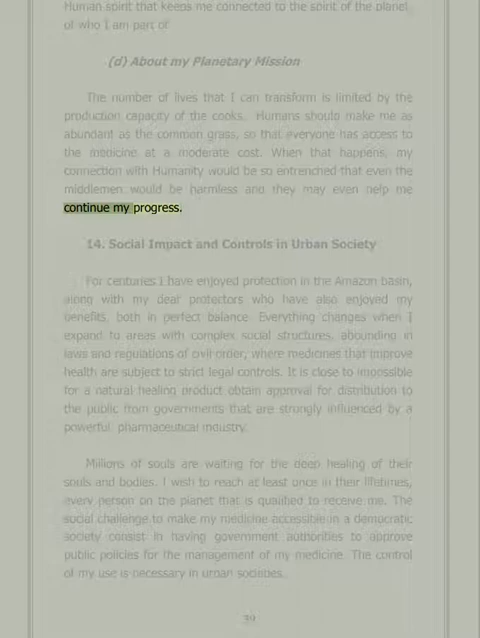 Human spirit that keeps me connected to the spirit of the planet
of who I am part of
(d) About my Planetary Mission
The number of lives that I can transform is limited by the
production capacity of the cooks. Humans should make me as
abundant as the common grass, so that everyone has access to
the medicine at a moderate cost. When that happens, my
connection with Humanity would be so entrenched that even the
middlemen would be harmless and they may even help me
continue my progress.
14. Social Impact and Controls in Urban Society
For centuries I have enjoyed protection in the Amazon basin,
along with my dear protectors who have also enjoyed my
benefits, both in perfect balance. Everything changes when I
expand to areas with complex social structures, abounding in
laws and regulations of civil order, where medicines that improve
health are subject to strict legal controls. It is close to impossible
for a natural healing product obtain approval for distribution to
the public from governments that are strongly influenced by a
powerful pharmaceutical industry.
Millions of souls are waiting for the deep healing of their
souls and bodies. I wish to reach at least once in their lifetimes,
every person on the planet that is qualified to receive me. The
social challenge to make my medicine accessible in a democratic
society consist in having government authorities to approve
public policies for the management of my medicine. The control
of my use is necessary in urban societies.